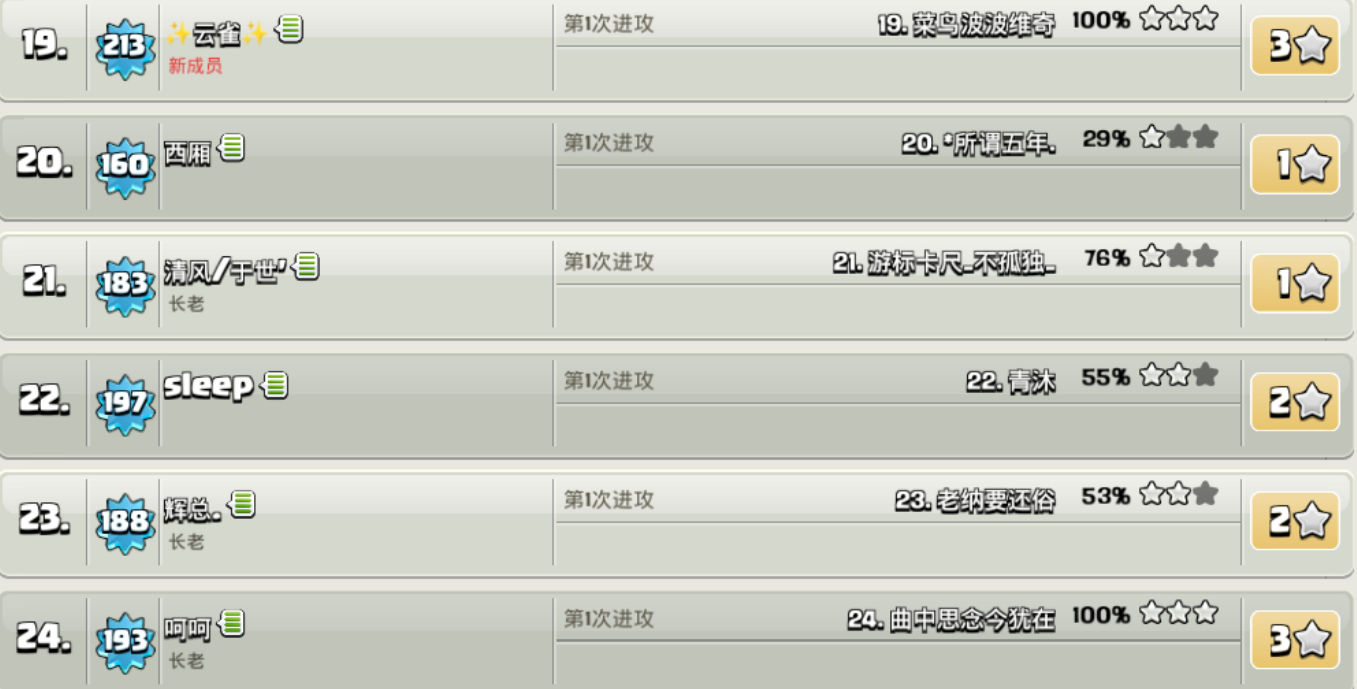 19. 213 ✨云雀✨ 第1次进攻 19. 菜鸟波波维奇 100% 3
新成员
20. 160 西厢 第1次进攻 20. *所谓五年. 29% 1
21. 183 清风/于世' 第1次进攻 21. 游标卡尺..不孤独.. 76% 1
长老
22. 197 sleep 第1次进攻 22. 青沐 55% 2
23. 188 辉总. 第1次进攻 23. 老纳要还俗 53% 2
长老
24. 193 呵呵 第1次进攻 24. 曲中思念今犹在 100% 3
长老